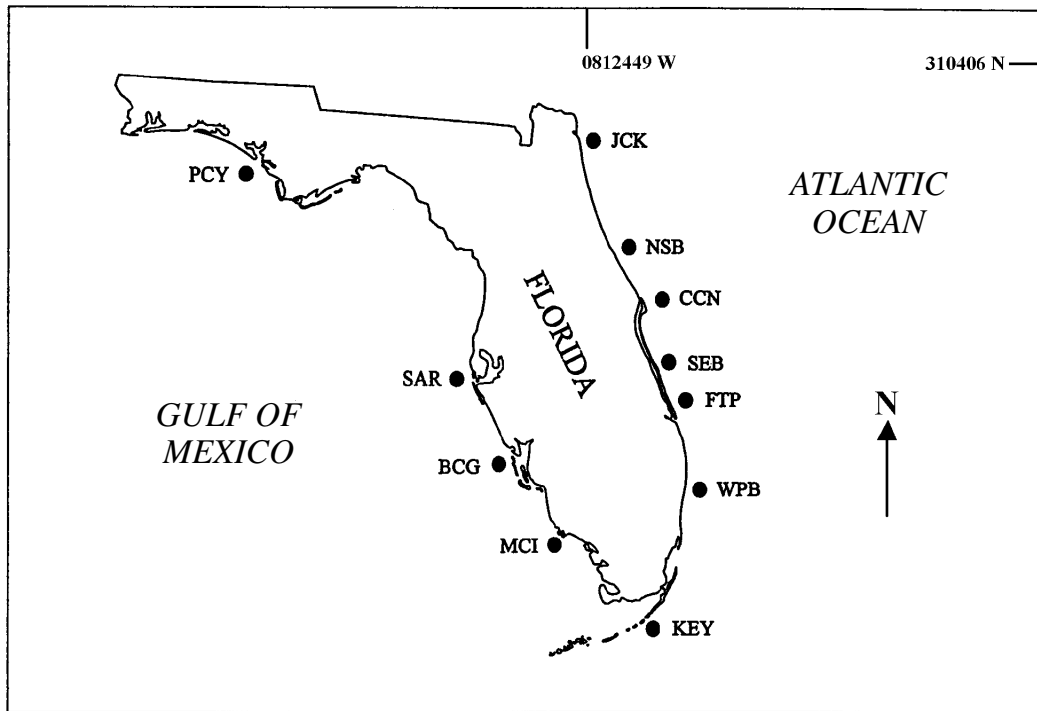 0812449 W
310406 N
JCK
PCY
ATLANTIC
OCEAN
NSB
FLORIDA
CCN
SEB
SAR
FTP
GULF OF
MEXICO
N
BCG
WPB
MCI
KEY